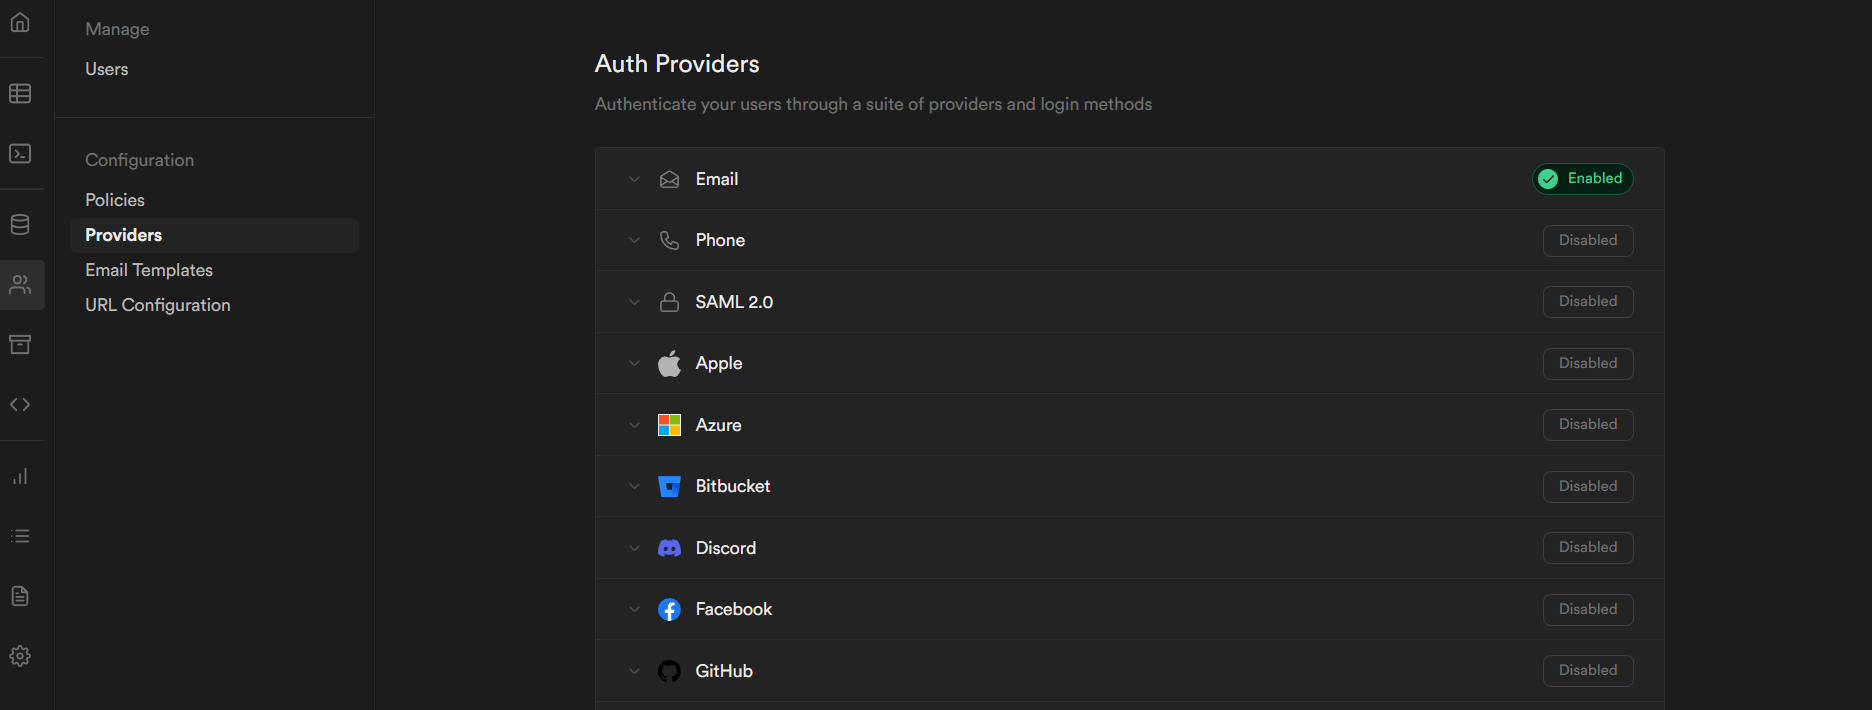 Manage
Users
Configuration
Policies
Providers
Email Templates
URL Configuration
Auth Providers
Authenticate your users through a suite of providers and login methods
Email Enabled
Phone Disabled
SAML 2.0 Disabled
Apple Disabled
Azure Disabled
Bitbucket Disabled
Discord Disabled
Facebook Disabled
GitHub Disabled